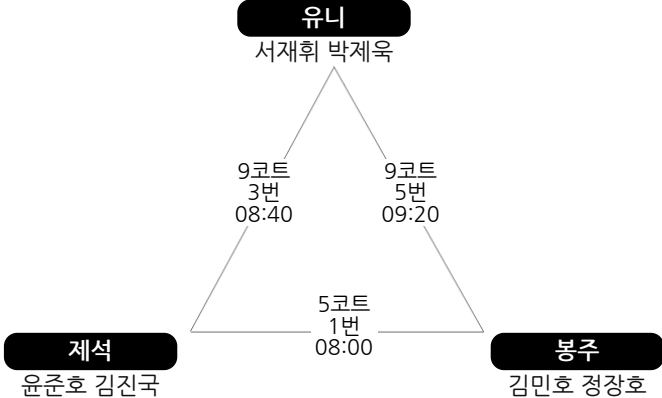 유니
서재휘 박제욱
9코트
3번
08:40
9코트
5번
09:20
5코트
1번
08:00
제석
윤준호 김진국
봉주
김민호 정장호